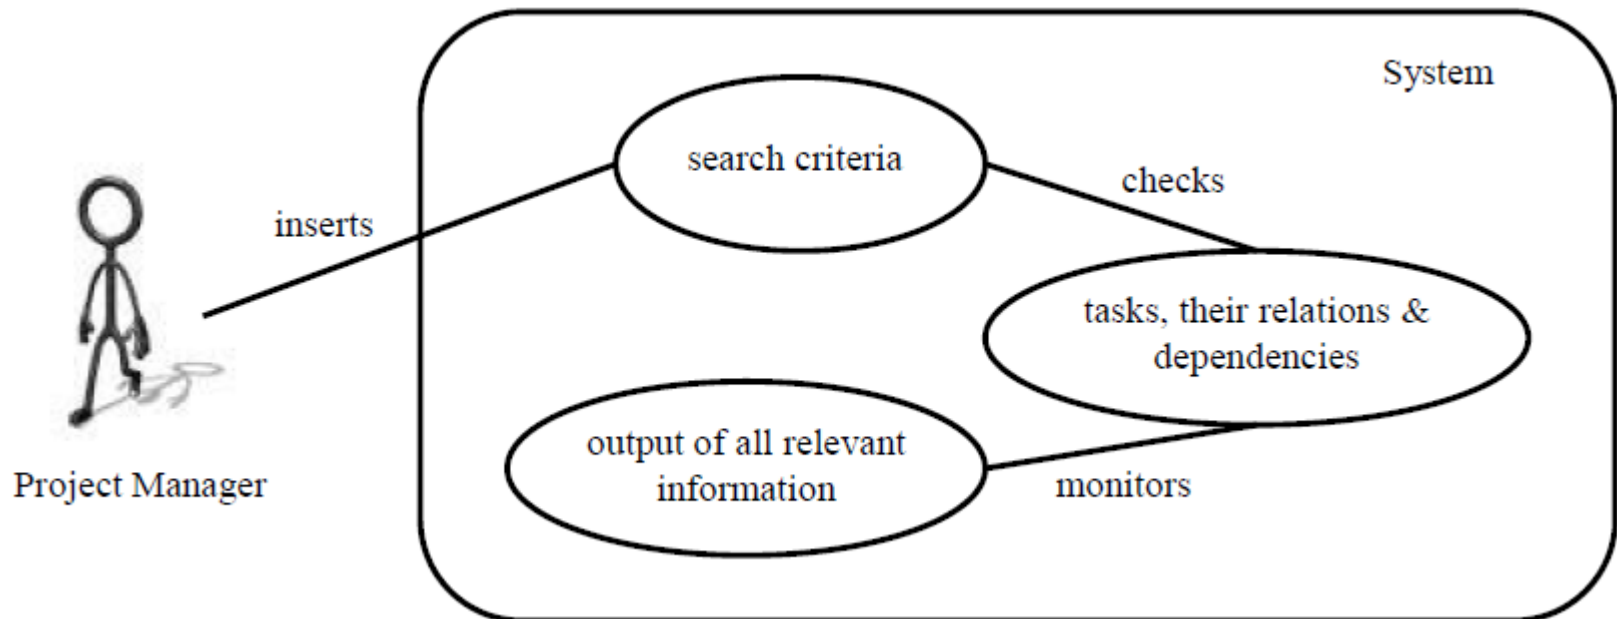 System
search criteria
checks
inserts
tasks, their relations &
dependencies
output of all relevant
information
monitors
Project Manager